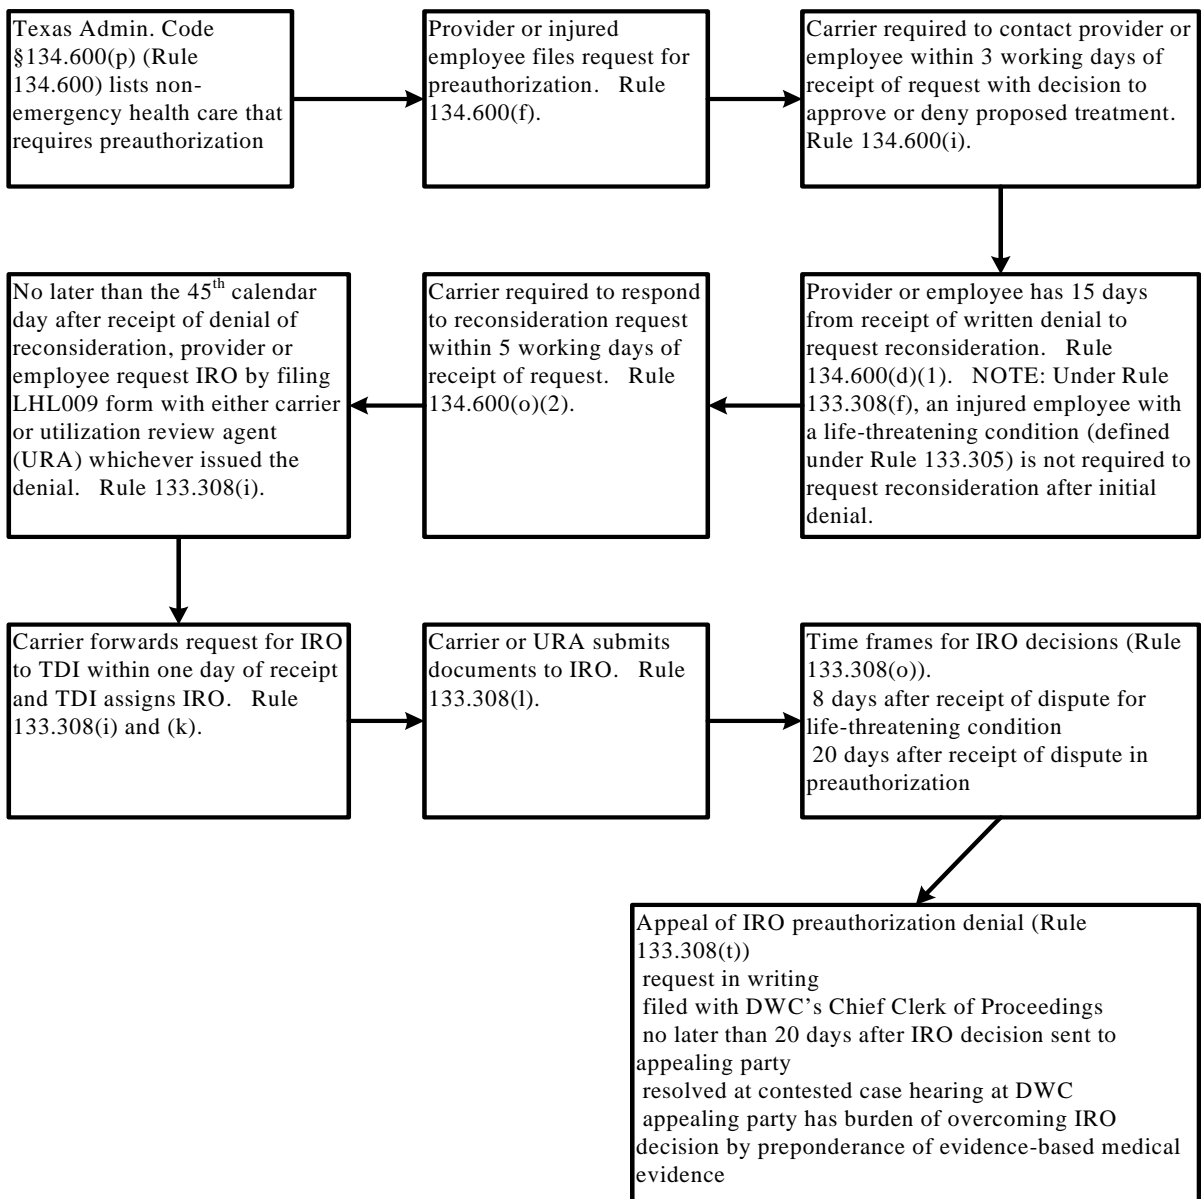 Texas Admin. Code
§134.600(p) (Rule
134.600) lists non-
emergency health care that
requires preauthorization
Provider or injured
employee files request for
preauthorization. Rule
134.600(f).
Carrier required to contact provider or
employee within 3 working days of
receipt of request with decision to
approve or deny proposed treatment.
Rule 134.600(i).
Provider or employee has 15 days
from receipt of written denial to
request reconsideration. Rule
134.600(d)(1). NOTE: Under Rule
133.308(f), an injured employee with
a life-threatening condition (defined
under Rule 133.305) is not required to
request reconsideration after initial
denial.
Carrier required to respond
to reconsideration request
within 5 working days of
receipt of request. Rule
134.600(o)(2).
No later than the 45th calendar
day after receipt of denial of
reconsideration, provider or
employee request IRO by filing
LHL009 form with either carrier
or utilization review agent
(URA) whichever issued the
denial. Rule 133.308(i).
Carrier forwards request for IRO
to TDI within one day of receipt
and TDI assigns IRO. Rule
133.308(i) and (k).
Carrier or URA submits
documents to IRO. Rule
133.308(l).
Time frames for IRO decisions (Rule
133.308(o)).
8 days after receipt of dispute for
life-threatening condition
20 days after receipt of dispute in
preauthorization
Appeal of IRO preauthorization denial (Rule
133.308(t))
request in writing
filed with DWC's Chief Clerk of Proceedings
no later than 20 days after IRO decision sent to
appealing party
resolved at contested case hearing at DWC
appealing party has burden of overcoming IRO
decision by preponderance of evidence-based medical
evidence